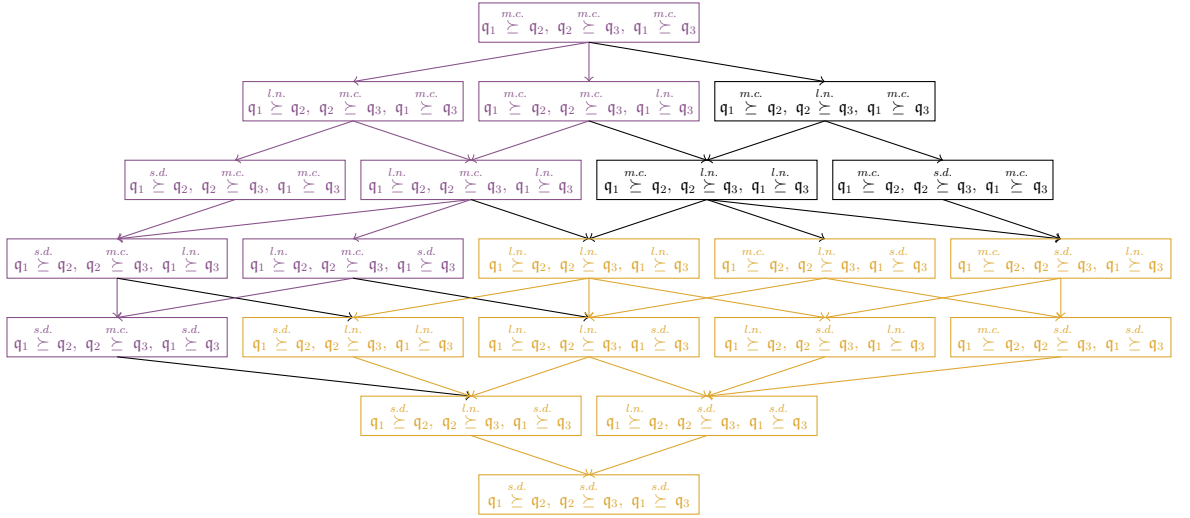 𝔮₁ ⪰^{m.c.} 𝔮₂, 𝔮₂ ⪰^{m.c.} 𝔮₃, 𝔮₁ ⪰^{m.c.} 𝔮₃
𝔮₁ ⪰^{l.n.} 𝔮₂, 𝔮₂ ⪰^{m.c.} 𝔮₃, 𝔮₁ ⪰^{m.c.} 𝔮₃
𝔮₁ ⪰^{m.c.} 𝔮₂, 𝔮₂ ⪰^{m.c.} 𝔮₃, 𝔮₁ ⪰^{l.n.} 𝔮₃
𝔮₁ ⪰^{m.c.} 𝔮₂, 𝔮₂ ⪰^{l.n.} 𝔮₃, 𝔮₁ ⪰^{m.c.} 𝔮₃
𝔮₁ ⪰^{s.d.} 𝔮₂, 𝔮₂ ⪰^{m.c.} 𝔮₃, 𝔮₁ ⪰^{m.c.} 𝔮₃
𝔮₁ ⪰^{l.n.} 𝔮₂, 𝔮₂ ⪰^{m.c.} 𝔮₃, 𝔮₁ ⪰^{l.n.} 𝔮₃
𝔮₁ ⪰^{m.c.} 𝔮₂, 𝔮₂ ⪰^{l.n.} 𝔮₃, 𝔮₁ ⪰^{l.n.} 𝔮₃
𝔮₁ ⪰^{m.c.} 𝔮₂, 𝔮₂ ⪰^{s.d.} 𝔮₃, 𝔮₁ ⪰^{m.c.} 𝔮₃
𝔮₁ ⪰^{s.d.} 𝔮₂, 𝔮₂ ⪰^{m.c.} 𝔮₃, 𝔮₁ ⪰^{l.n.} 𝔮₃
𝔮₁ ⪰^{l.n.} 𝔮₂, 𝔮₂ ⪰^{m.c.} 𝔮₃, 𝔮₁ ⪰^{s.d.} 𝔮₃
𝔮₁ ⪰^{l.n.} 𝔮₂, 𝔮₂ ⪰^{l.n.} 𝔮₃, 𝔮₁ ⪰^{l.n.} 𝔮₃
𝔮₁ ⪰^{m.c.} 𝔮₂, 𝔮₂ ⪰^{l.n.} 𝔮₃, 𝔮₁ ⪰^{s.d.} 𝔮₃
𝔮₁ ⪰^{m.c.} 𝔮₂, 𝔮₂ ⪰^{s.d.} 𝔮₃, 𝔮₁ ⪰^{l.n.} 𝔮₃
𝔮₁ ⪰^{s.d.} 𝔮₂, 𝔮₂ ⪰^{m.c.} 𝔮₃, 𝔮₁ ⪰^{s.d.} 𝔮₃
𝔮₁ ⪰^{s.d.} 𝔮₂, 𝔮₂ ⪰^{l.n.} 𝔮₃, 𝔮₁ ⪰^{l.n.} 𝔮₃
𝔮₁ ⪰^{l.n.} 𝔮₂, 𝔮₂ ⪰^{l.n.} 𝔮₃, 𝔮₁ ⪰^{s.d.} 𝔮₃
𝔮₁ ⪰^{l.n.} 𝔮₂, 𝔮₂ ⪰^{s.d.} 𝔮₃, 𝔮₁ ⪰^{l.n.} 𝔮₃
𝔮₁ ⪰^{m.c.} 𝔮₂, 𝔮₂ ⪰^{s.d.} 𝔮₃, 𝔮₁ ⪰^{s.d.} 𝔮₃
𝔮₁ ⪰^{s.d.} 𝔮₂, 𝔮₂ ⪰^{l.n.} 𝔮₃, 𝔮₁ ⪰^{s.d.} 𝔮₃
𝔮₁ ⪰^{l.n.} 𝔮₂, 𝔮₂ ⪰^{s.d.} 𝔮₃, 𝔮₁ ⪰^{s.d.} 𝔮₃
𝔮₁ ⪰^{s.d.} 𝔮₂, 𝔮₂ ⪰^{s.d.} 𝔮₃, 𝔮₁ ⪰^{s.d.} 𝔮₃